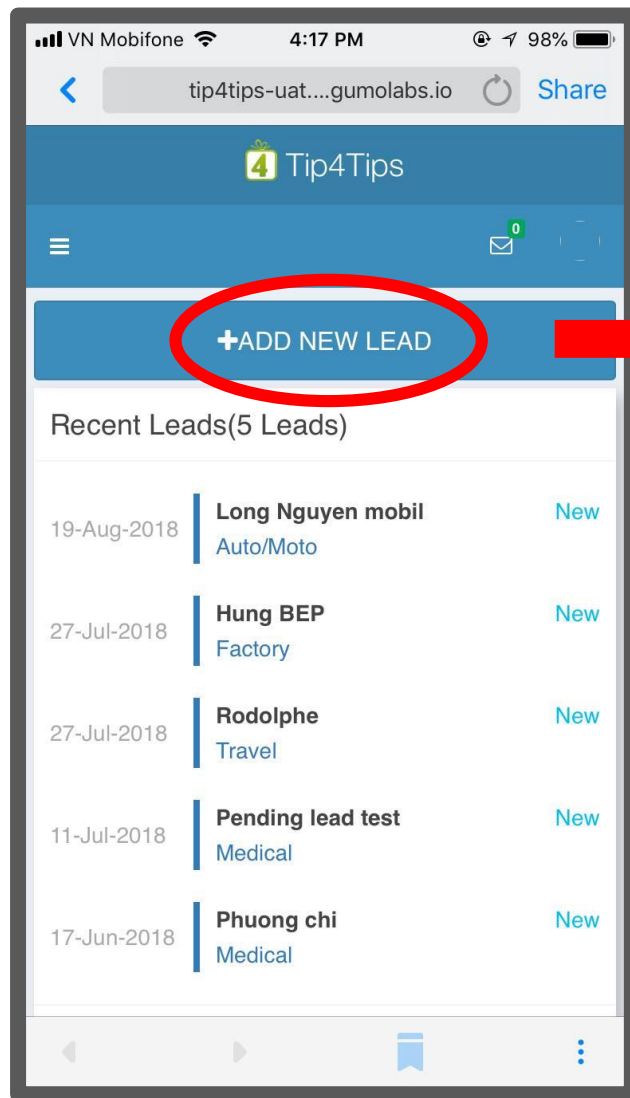 VN Mobifone 4:17 PM 98%
tip4tips-uat....gumolabs.io Share
4 Tip4Tips
0
+ADD NEW LEAD
Recent Leads(5 Leads)
19-Aug-2018 Long Nguyen mobil New
Auto/Moto
27-Jul-2018 Hung BEP New
Factory
27-Jul-2018 Rodolphe New
Travel
11-Jul-2018 Pending lead test New
Medical
17-Jun-2018 Phuong chi New
Medical